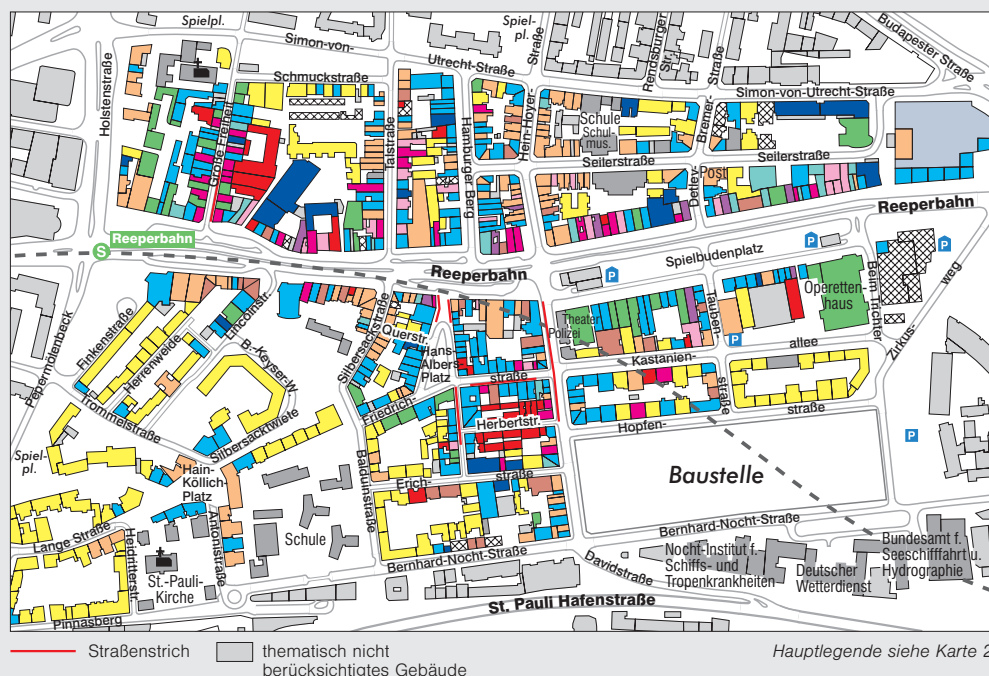 Spielpl.
Simon-von-
Utrecht-Straße
Spiel-
pl.
Straße
Rendsburger
Str.
Straße
Budapester Straße
Holstenstraße
Schmuckstraße
Große Freiheit
Talstraße
Hamburger Berg
Hein-Hoyer-
Schule
Schul-
mus.
Bremer-
Simon-von-Utrecht-Straße
Seilerstraße
Seilerstraße
Detlev-
Post
Reeperbahn
S
Reeperbahn
Reeperbahn
Spielbudenplatz
P
P
P
P
P
Pepermölenbeck
Finkenstraße
Herrenweide
Lincolnstr.
B.-Keyser-W.
Silbersackstraße
Querstr.
Hans-
Albers-
Platz
Theater
Polizei
Tauben-
straße
Operetten-
haus
Beim Trichter
Zirkus-
weg
Kastanien-
allee
Trommelstraße
Silbersacktwiete
Friedrich-
straße
Herbertstr.
Hopfen-
straße
Spiel-
pl.
Hain-
Köllich-
Platz
Balduinstraße
Erich-
straße
Baustelle
Lange Straße
Heidritterstr.
Antonistraße
Schule
St.-Pauli-
Kirche
Bernhard-Nocht-Straße
Bernhard-Nocht-Straße
Davidstraße
Nocht-Institut f.
Schiffs- und
Tropenkrankheiten
Deutscher
Wetterdienst
Bundesamt f.
Seeschifffahrt u.
Hydrographie
Pinnasberg
St. Pauli Hafenstraße
Straßenstrich
thematisch nicht
berücksichtigtes Gebäude
Hauptlegende siehe Karte 2